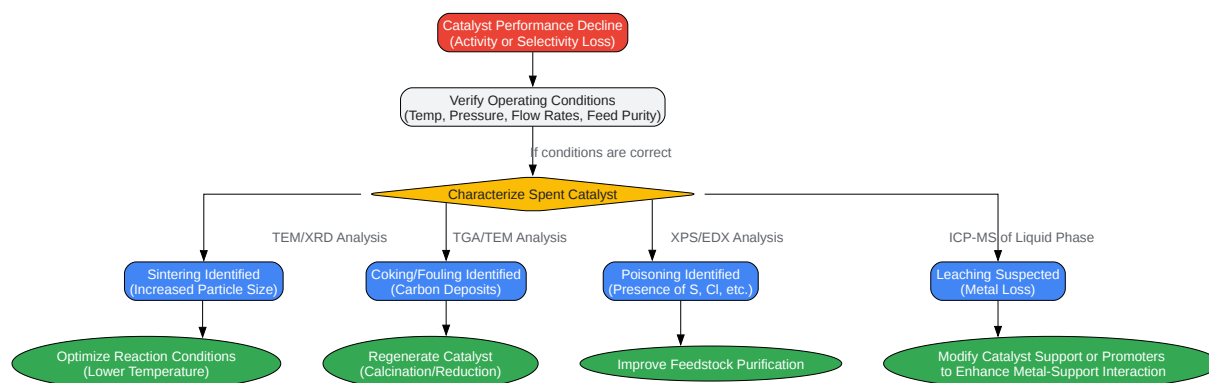 Catalyst Performance Decline
(Activity or Selectivity Loss)
Verify Operating Conditions
(Temp, Pressure, Flow Rates, Feed Purity)
If conditions are correct
Characterize Spent Catalyst
TEM/XRD Analysis
TGA/TEM Analysis
XPS/EDX Analysis
ICP-MS of Liquid Phase
Sintering Identified
(Increased Particle Size)
Coking/Fouling Identified
(Carbon Deposits)
Poisoning Identified
(Presence of S, Cl, etc.)
Leaching Suspected
(Metal Loss)
Optimize Reaction Conditions
(Lower Temperature)
Regenerate Catalyst
(Calcination/Reduction)
Improve Feedstock Purification
Modify Catalyst Support or Promoters
to Enhance Metal-Support Interaction